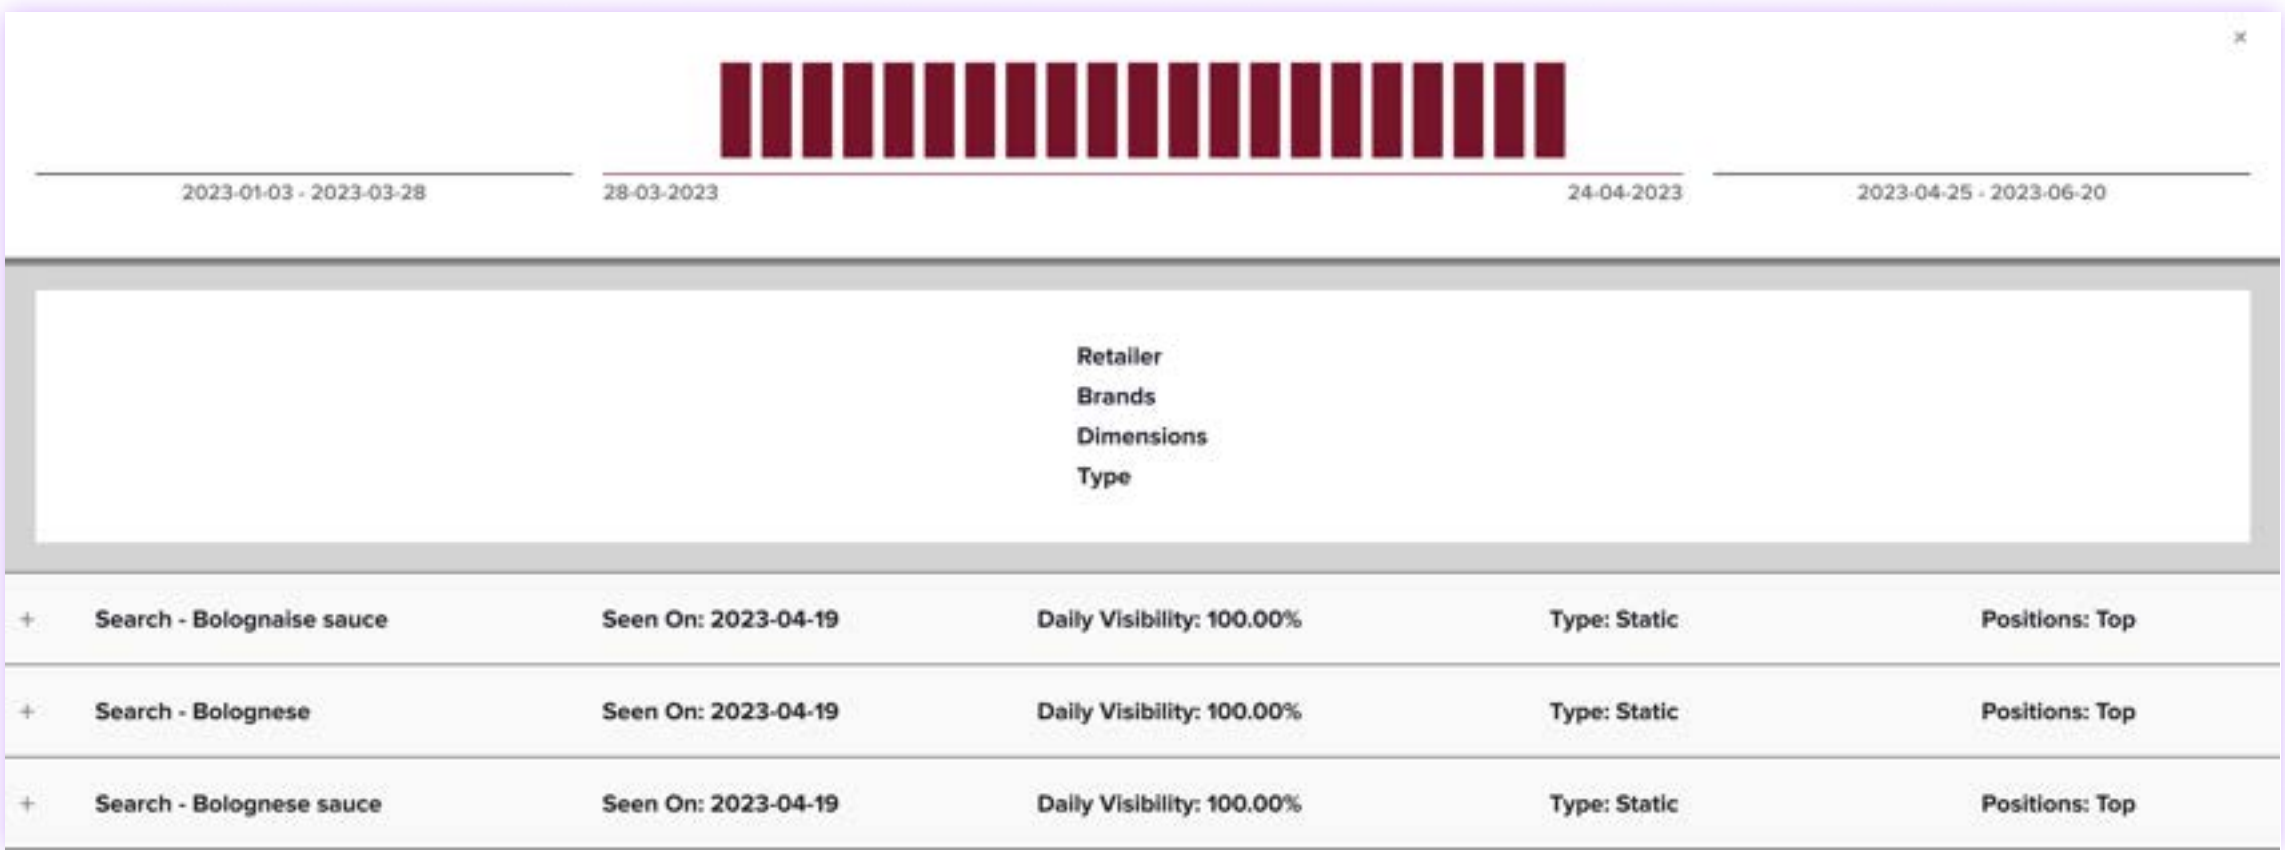 ×
2023-01-03 - 2023-03-28 28-03-2023 24-04-2023 2023-04-25 - 2023-06-20
Retailer
Brands
Dimensions
Type
+ Search - Bolognaise sauce Seen On: 2023-04-19 Daily Visibility: 100.00% Type: Static Positions: Top
+ Search - Bolognese Seen On: 2023-04-19 Daily Visibility: 100.00% Type: Static Positions: Top
+ Search - Bolognese sauce Seen On: 2023-04-19 Daily Visibility: 100.00% Type: Static Positions: Top